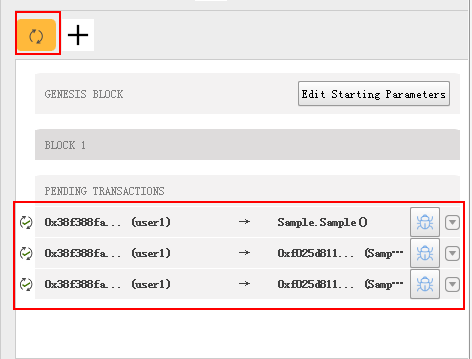 GENESIS BLOCK Edit Starting Parameters
BLOCK 1
PENDING TRANSACTIONS
0x38f388fa... (user1) → Sample.Sample()
0x38f388fa... (user1) → 0xf025d811... (Samp…
0x38f388fa... (user1) → 0xf025d811... (Samp…